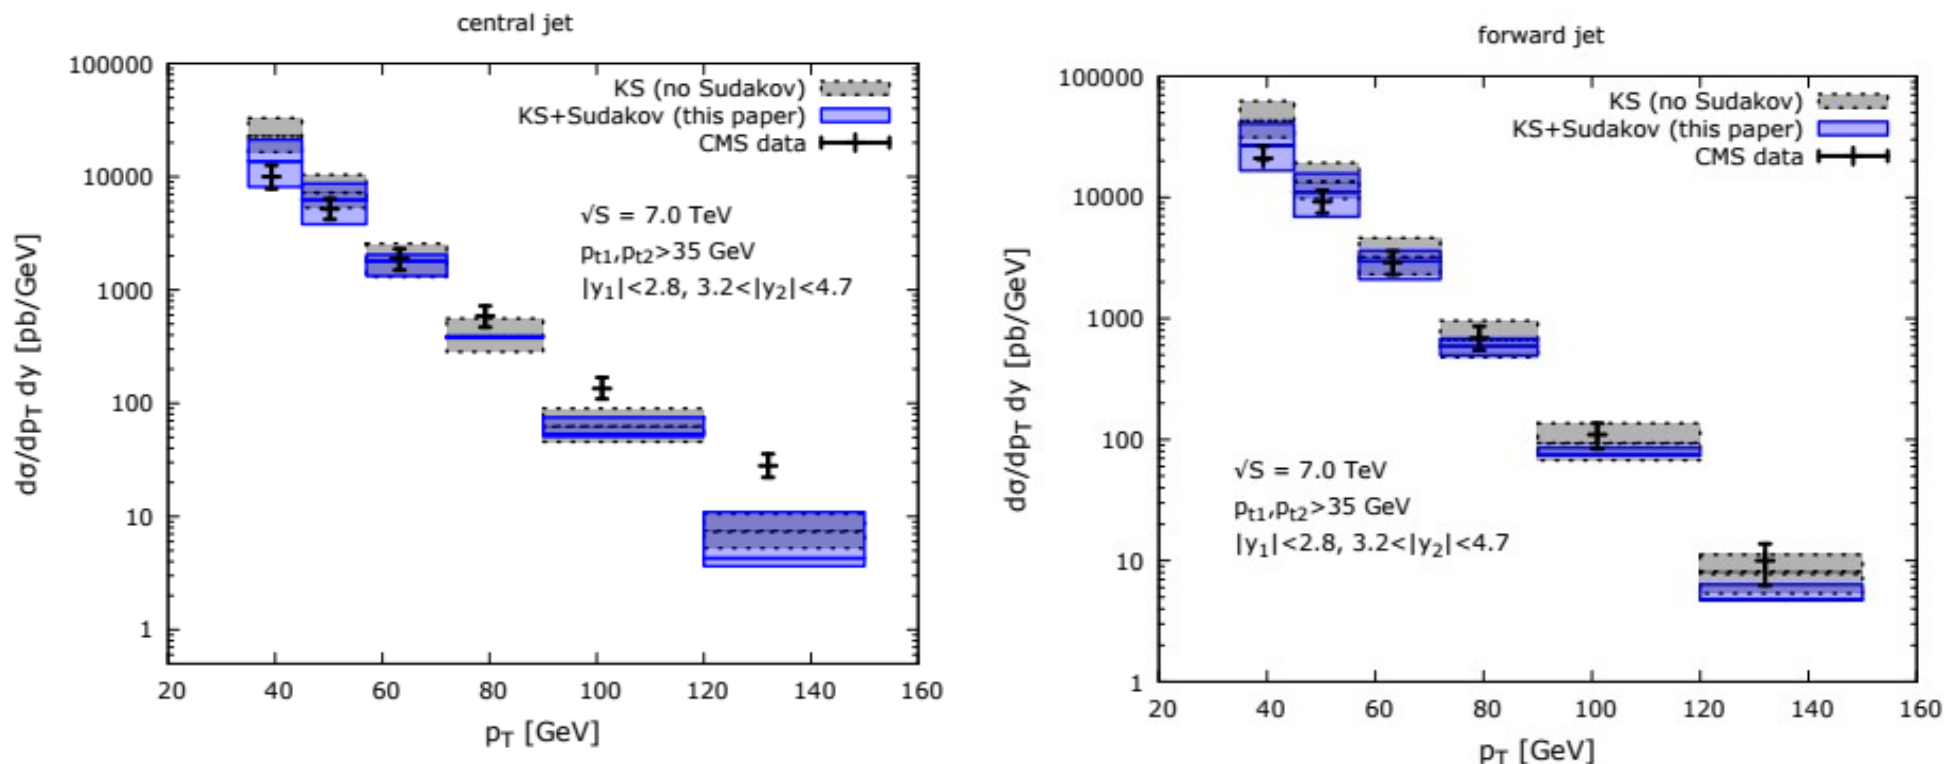 central jet
100000
10000
1000
100
10
1
dσ/dpT dy [pb/GeV]
KS (no Sudakov)
KS+Sudakov (this paper)
CMS data
√S = 7.0 TeV
pt1,pt2>35 GeV
|y1|<2.8, 3.2<|y2|<4.7
20 40 60 80 100 120 140 160
pT [GeV]
forward jet
100000
10000
1000
100
10
1
dσ/dpT dy [pb/GeV]
KS (no Sudakov)
KS+Sudakov (this paper)
CMS data
√S = 7.0 TeV
pt1,pt2>35 GeV
|y1|<2.8, 3.2<|y2|<4.7
20 40 60 80 100 120 140 160
pT [GeV]